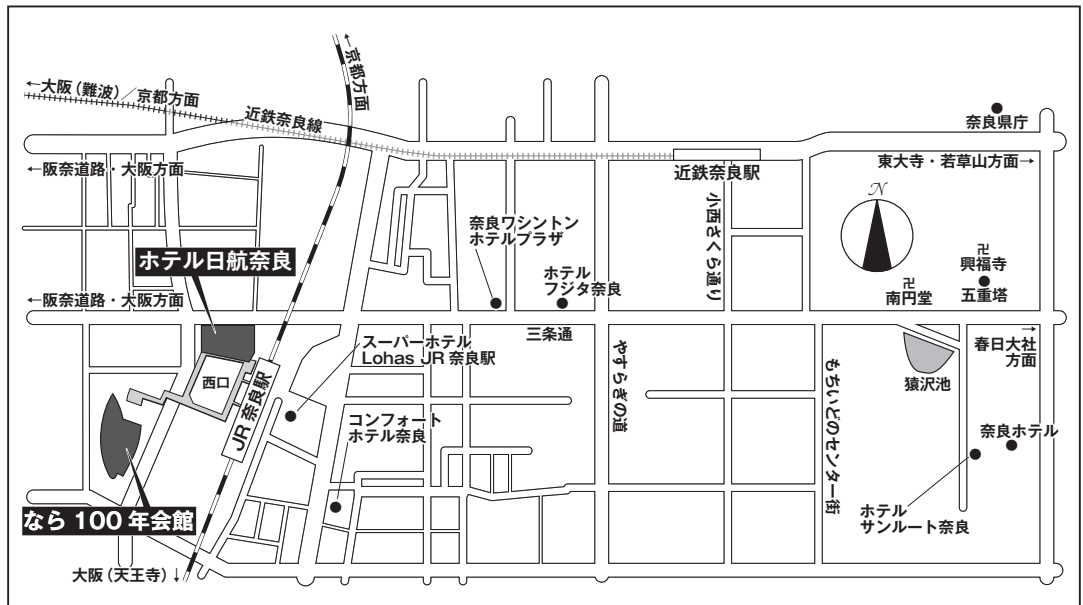 ←京都方面
←大阪（難波）／京都方面
近鉄奈良線
奈良県庁
←阪奈道路・大阪方面
近鉄奈良駅
東大寺・若草山方面→
N
小西さくら通り
奈良ワシントン
ホテルプラザ
ホテル日航奈良
ホテル
フジタ奈良
卍
興福寺
卍
南円堂
五重塔
←阪奈道路・大阪方面
三条通
→
春日大社
方面
スーパーホテル
Lohas JR 奈良駅
やすらぎの道
もちいどのセンター街
猿沢池
西口
JR 奈良駅
コンフォート
ホテル奈良
奈良ホテル
なら 100 年会館
ホテル
サンルート奈良
大阪（天王寺）↓